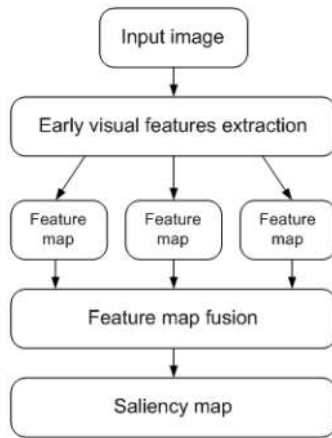 Input image
Early visual features extraction
Feature
map
Feature
map
Feature
map
Feature map fusion
Saliency map